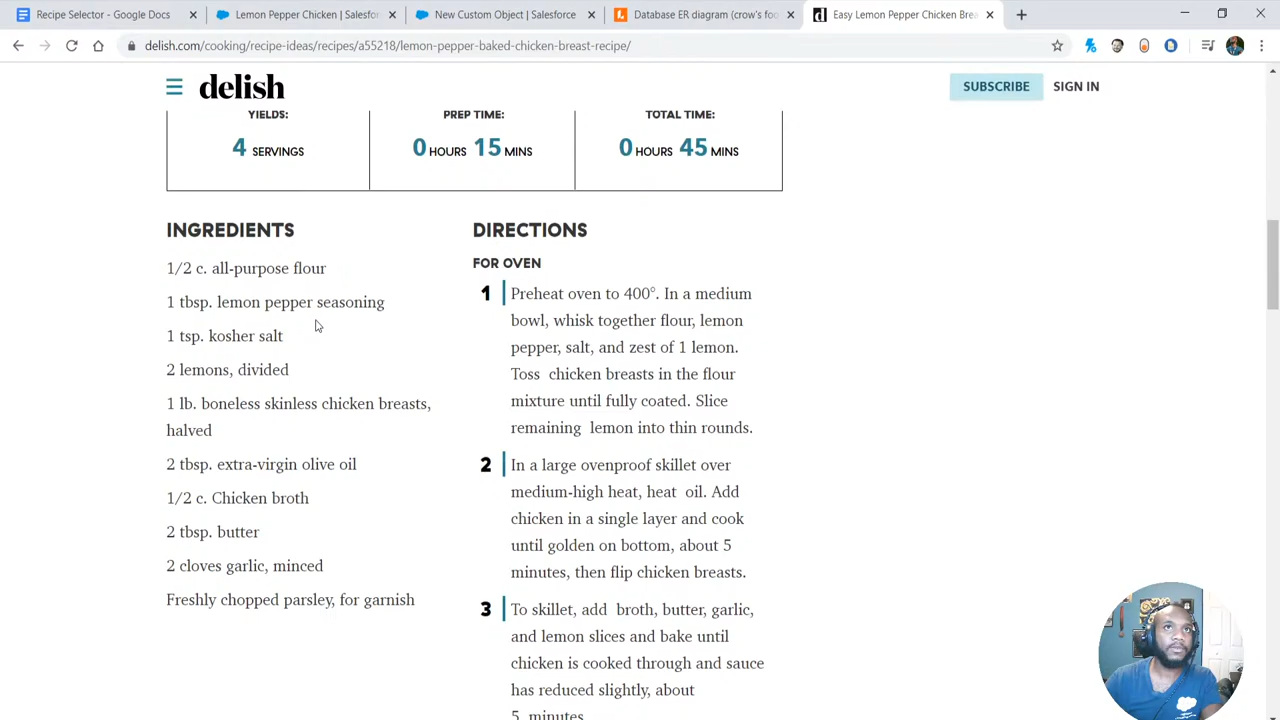 Recipe Selector - Google Docs
Lemon Pepper Chicken | Salesfor
New Custom Object | Salesforce
Database ER diagram (crow's foo
Easy Lemon Pepper Chicken Brea
delish.com/cooking/recipe-ideas/recipes/a55218/lemon-pepper-baked-chicken-breast-recipe/
delish
SUBSCRIBE
SIGN IN
YIELDS:
4 SERVINGS
PREP TIME:
0 HOURS 15 MINS
TOTAL TIME:
0 HOURS 45 MINS
INGREDIENTS
1/2 c. all-purpose flour
1 tbsp. lemon pepper seasoning
1 tsp. kosher salt
2 lemons, divided
1 lb. boneless skinless chicken breasts,
halved
2 tbsp. extra-virgin olive oil
1/2 c. Chicken broth
2 tbsp. butter
2 cloves garlic, minced
Freshly chopped parsley, for garnish
DIRECTIONS
FOR OVEN
1 Preheat oven to 400°. In a medium
bowl, whisk together flour, lemon
pepper, salt, and zest of 1 lemon.
Toss chicken breasts in the flour
mixture until fully coated. Slice
remaining lemon into thin rounds.
2 In a large ovenproof skillet over
medium-high heat, heat oil. Add
chicken in a single layer and cook
until golden on bottom, about 5
minutes, then flip chicken breasts.
3 To skillet, add broth, butter, garlic,
and lemon slices and bake until
chicken is cooked through and sauce
has reduced slightly, about
5 minutes